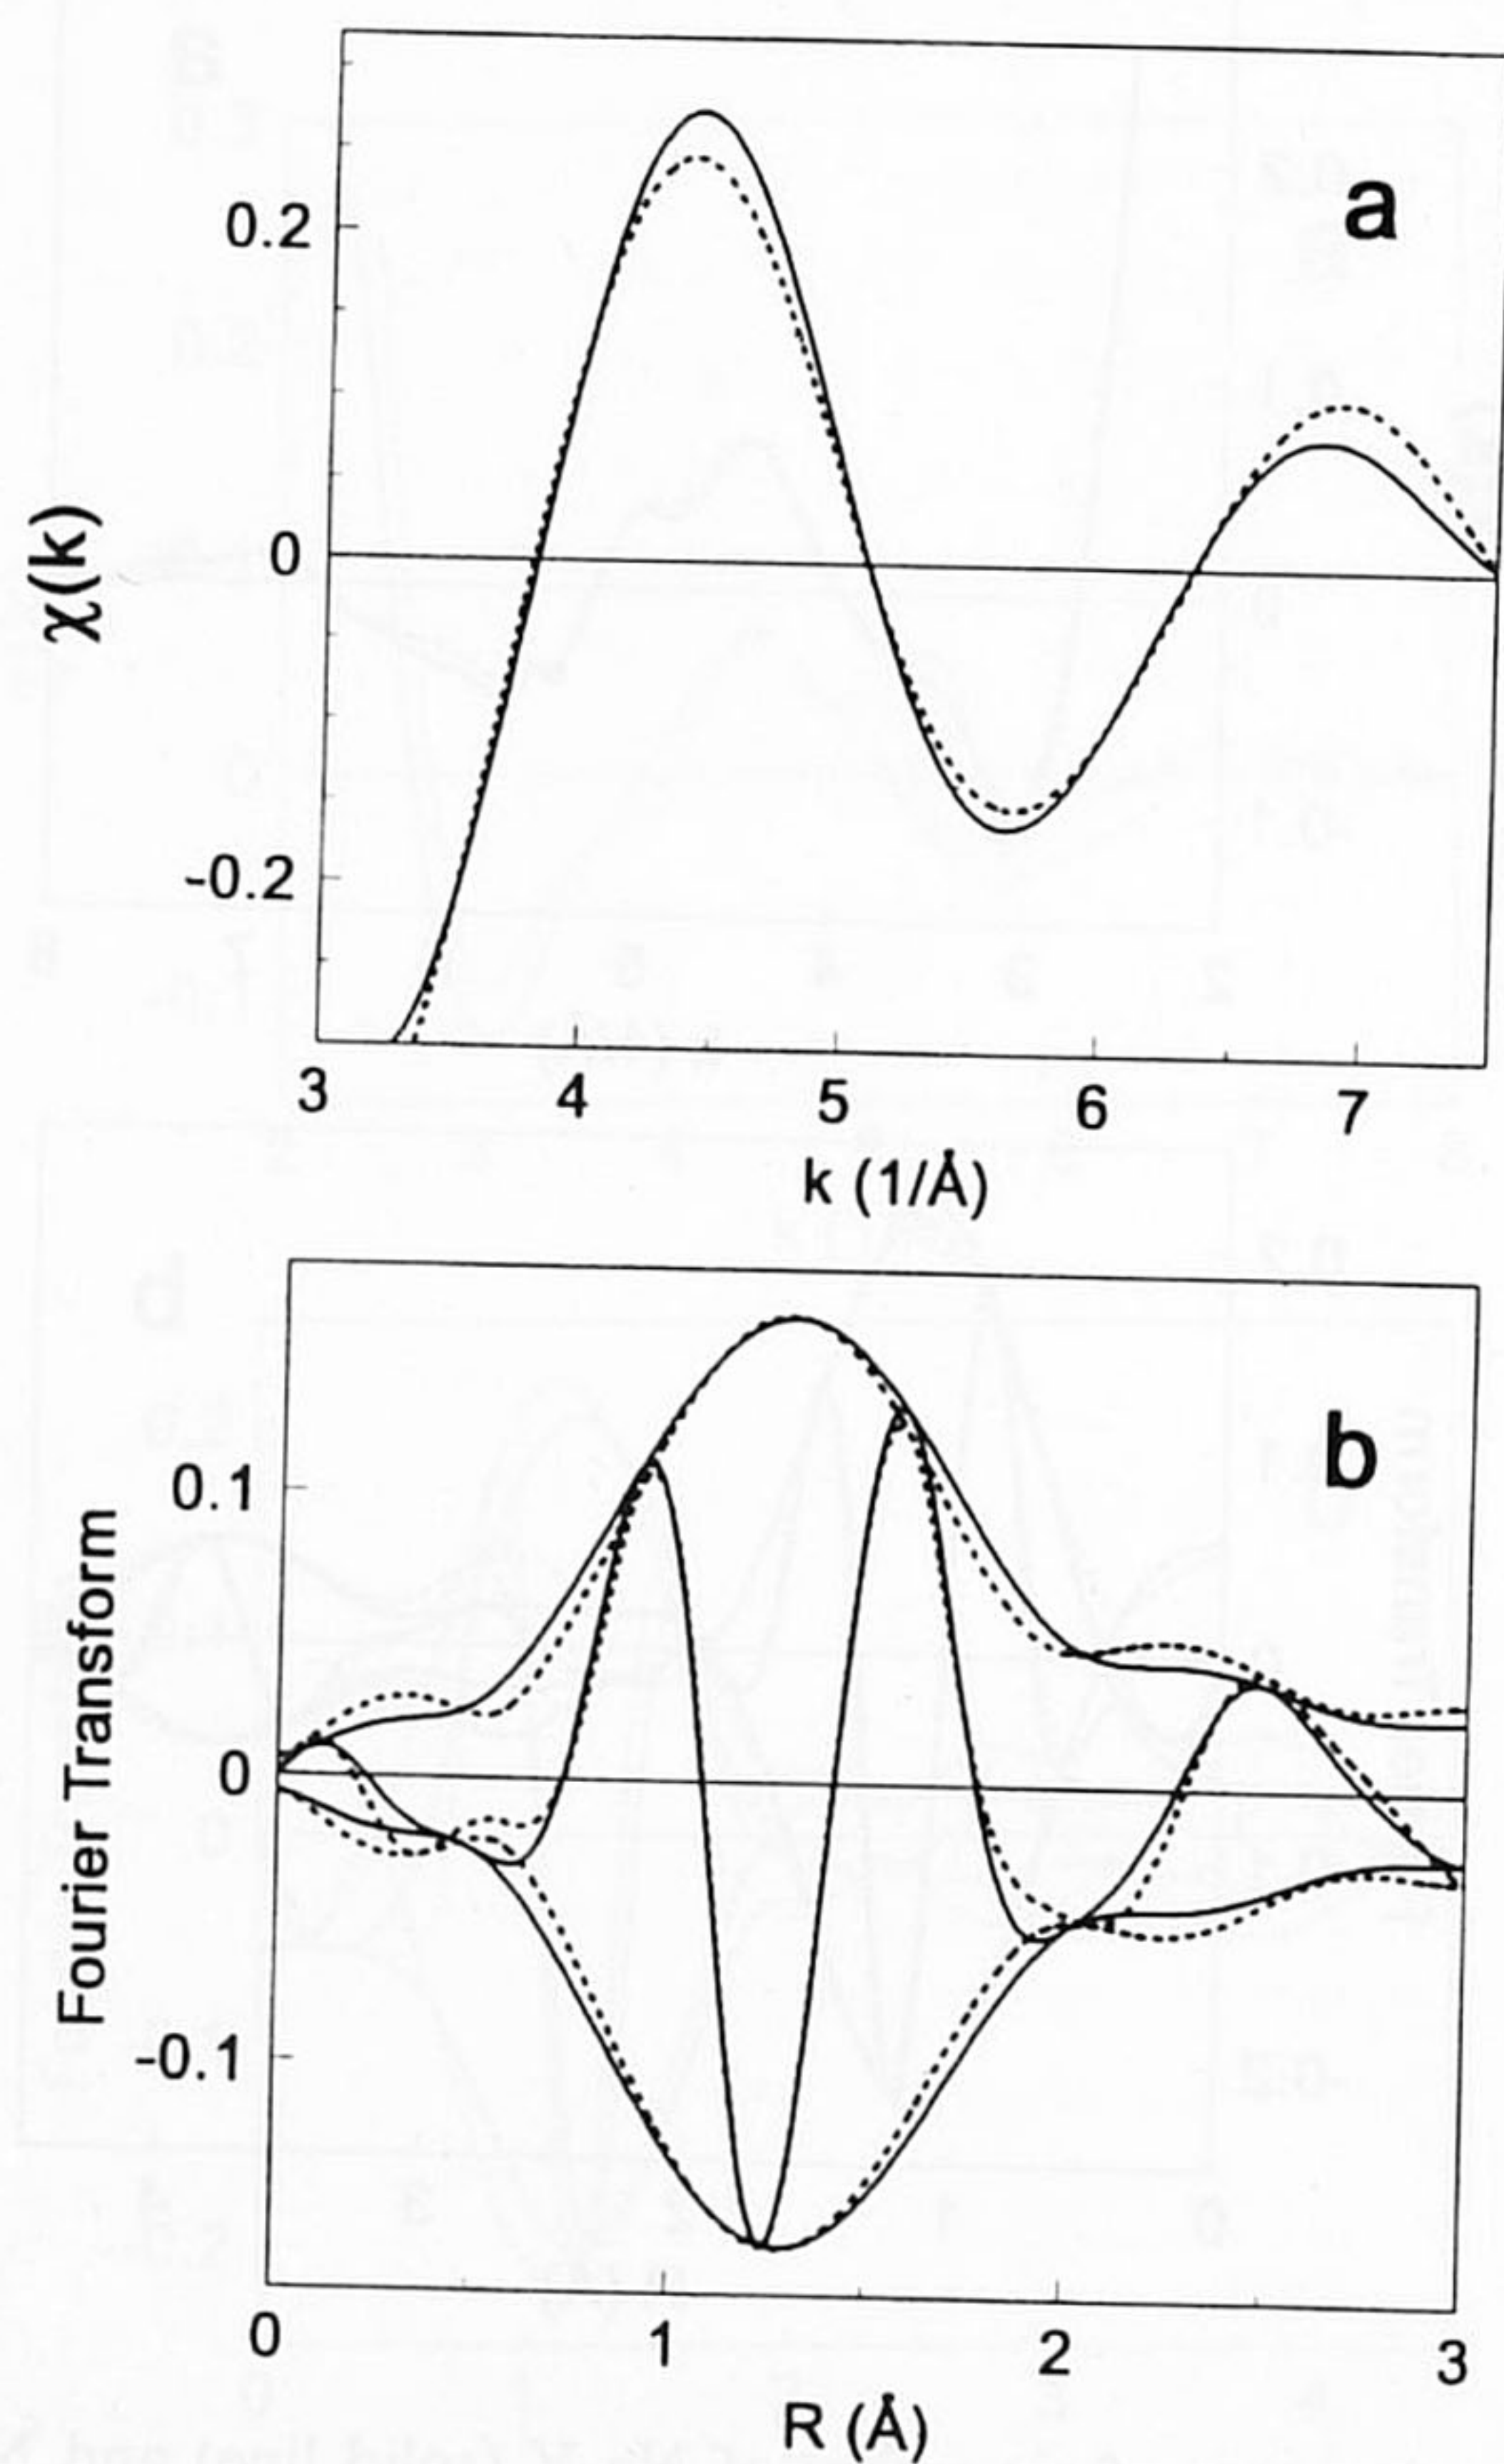 a
0.2
0
-0.2
χ(k)
3 4 5 6 7
k (1/Å)
b
0.1
0
-0.1
Fourier Transform
0 1 2 3
R (Å)